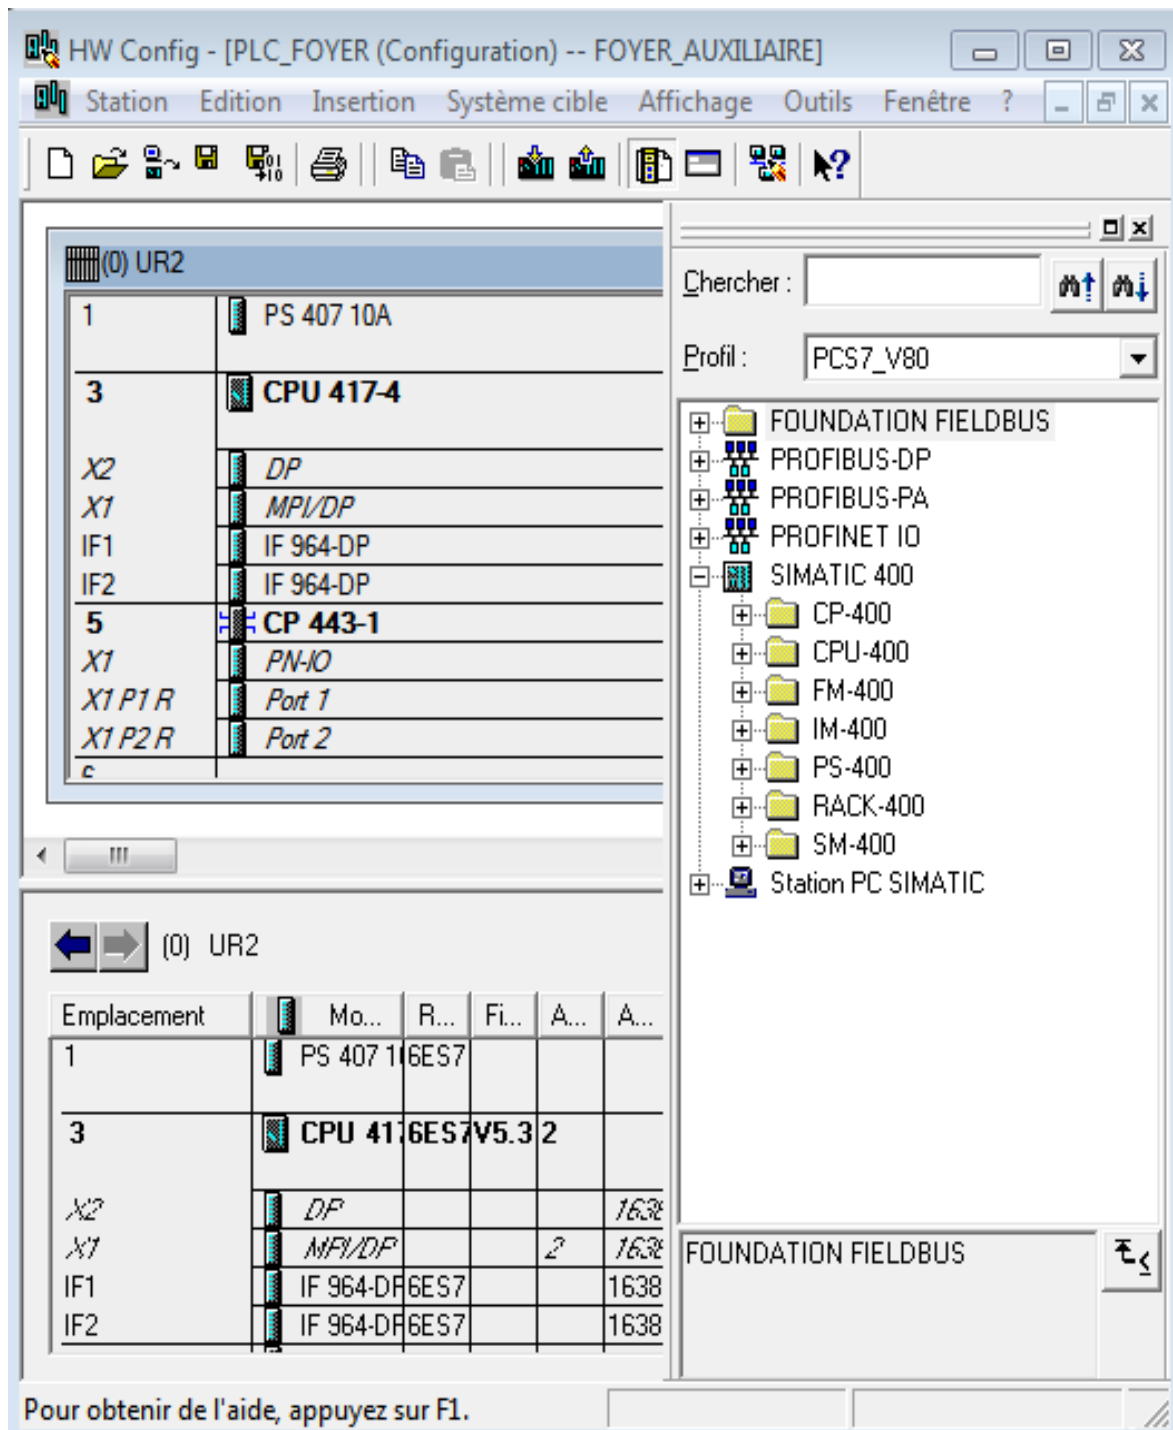 HW Config - [PLC_FOYER (Configuration) -- FOYER_AUXILIAIRE]
Station Edition Insertion Système cible Affichage Outils Fenêtre ?
(0) UR2
1 PS 407 10A
3 CPU 417-4
X2 DP
X1 MPI/DP
IF1 IF 964-DP
IF2 IF 964-DP
5 CP 443-1
X1 PN-IO
X1 P1 R Port 1
X1 P2 R Port 2
Chercher :
Profil : PCS7_V80
FOUNDATION FIELDBUS
PROFIBUS-DP
PROFIBUS-PA
PROFINET IO
SIMATIC 400
CP-400
CPU-400
FM-400
IM-400
PS-400
RACK-400
SM-400
Station PC SIMATIC
(0) UR2
Emplacement Mo... R... Fi... A... A...
1 PS 407 1 6ES7
3 CPU 417 6ES7 V5.3 2
X2 DP 1638
X1 MPI/DP 2 1638
IF1 IF 964-DP 6ES7 1638
IF2 IF 964-DP 6ES7 1638
FOUNDATION FIELDBUS
Pour obtenir de l'aide, appuyez sur F1.